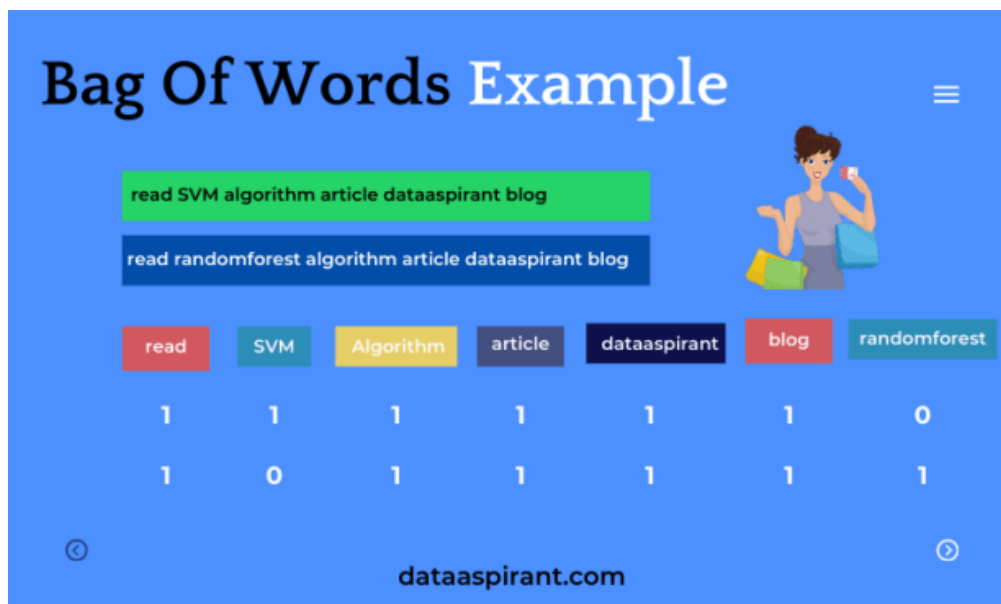 Bag Of Words Example
read SVM algorithm article dataaspirant blog
read randomforest algorithm article dataaspirant blog
read SVM Algorithm article dataaspirant blog randomforest
1 1 1 1 1 1 0
1 0 1 1 1 1 1
dataaspirant.com